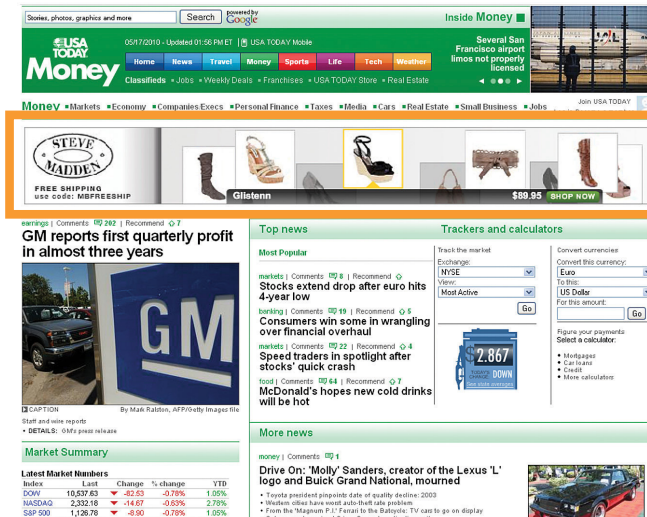 Stories, photos, graphics and more
Search
powered by
Google
Inside Money
USA
TODAY
Money
05/17/2010 - Updated 01:56 PM ET | USA TODAY Mobile
Home News Travel Money Sports Life Tech Weather
Classifieds Jobs Weekly Deals Franchises USA TODAY Store Real Estate
Several San
Francisco airport
limos not properly
licensed
Money Markets Economy Companies/Execs Personal Finance Taxes Media Cars Real Estate Small Business Jobs
Join USA TODAY
STEVE
MADDEN
FREE SHIPPING
use code: MBFREESHIP
Glistenn $89.95 SHOP NOW
earnings | Comments 202 | Recommend 7
GM reports first quarterly profit
in almost three years
GM
CAPTION By Mark Ralston, AFP/Getty Images file
Staff and wire reports
• DETAILS: GM's press release
Market Summary
Latest Market Numbers
Index Last Change % change YTD
DOW 10,537.63 -82.53 -0.78% 1.05%
NASDAQ 2,332.18 -14.67 -0.63% 2.78%
S&P 500 1,126.78 -8.90 -0.78% 1.05%
Top news
Most Popular
markets | Comments 8 | Recommend
Stocks extend drop after euro hits
4-year low
banking | Comments 19 | Recommend 5
Consumers win some in wrangling
over financial overhaul
markets | Comments 22 | Recommend 4
Speed traders in spotlight after
stocks' quick crash
food | Comments 64 | Recommend 7
McDonald's hopes new cold drinks
will be hot
Trackers and calculators
Track the market
Exchange:
NYSE
View:
Most Active
Go
$ 2.867
TODAY'S
CHANGE DOWN
See state averages
Convert currencies
Convert this currency:
Euro
To this:
US Dollar
For this amount:
Go
Figure your payments
Select a calculator:
• Mortgages
• Car loans
• Credit
• More calculators
More news
money | Comments 1
Drive On: 'Molly' Sanders, creator of the Lexus 'L'
logo and Buick Grand National, mourned
• Toyota president pinpoints date of quality decline: 2003
• Western cities have worst auto-theft rate problem
• From the 'Magnum P.I.' Ferrari to the Batcycle: TV cars to go on display